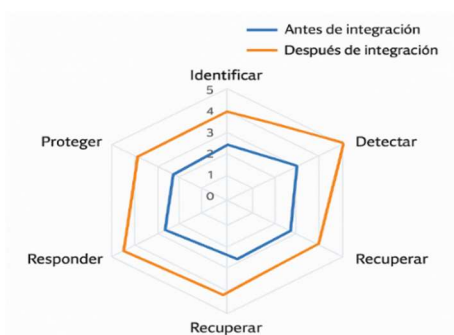 Antes de integración
Después de integración
Identificar
5
4
3
2
1
0
Proteger
Detectar
Responder
Recuperar
Recuperar